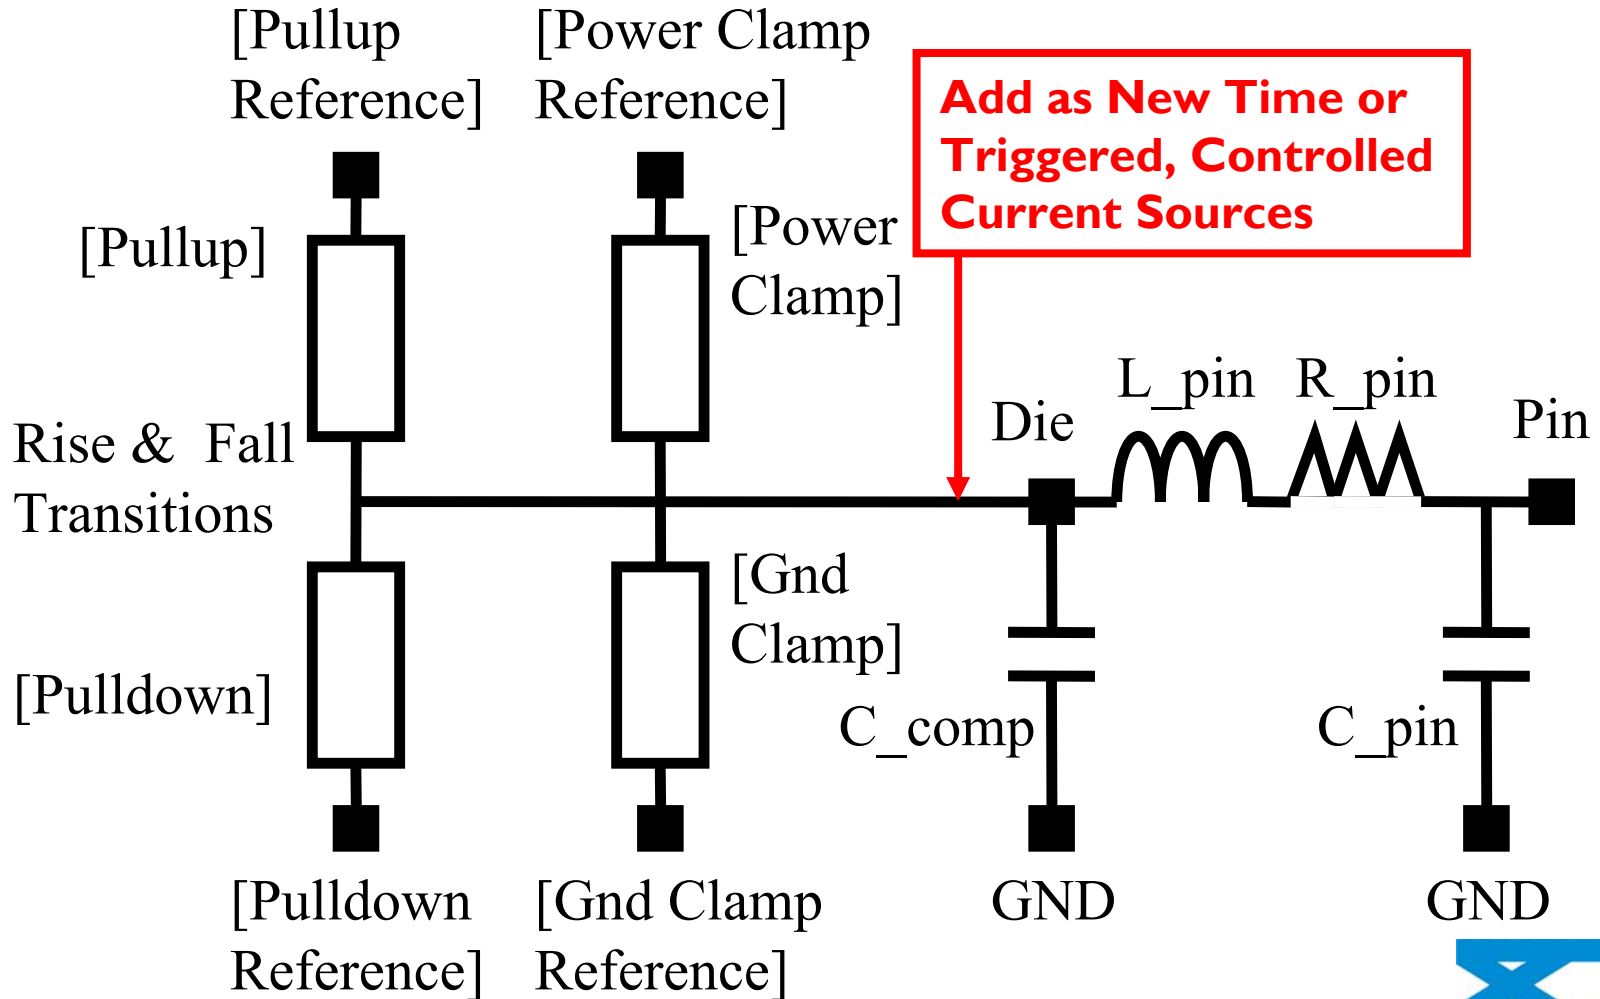 [Pullup
Reference]
[Power Clamp
Reference]
Add as New Time or
Triggered, Controlled
Current Sources
[Pullup]
[Power
Clamp]
Rise &  Fall
Transitions
Die
L_pin
R_pin
Pin
[Pulldown]
[Gnd
Clamp]
C_comp
C_pin
[Pulldown
Reference]
[Gnd Clamp
Reference]
GND
GND